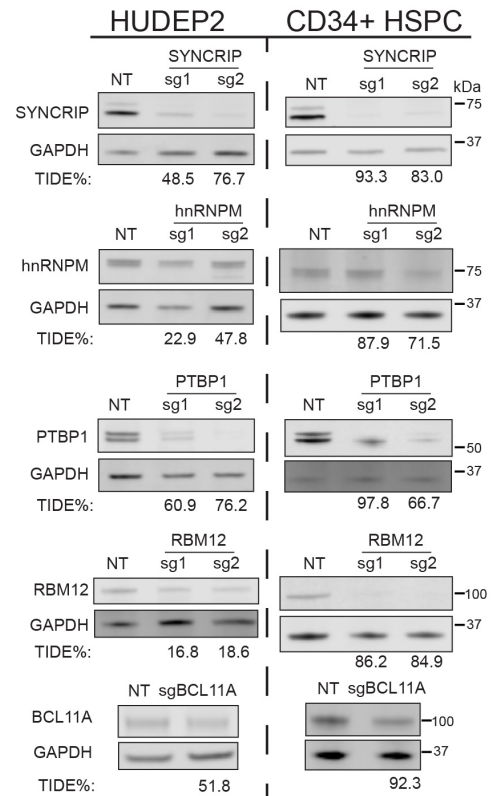 HUDEP2 CD34+ HSPC
SYNCRIP SYNCRIP
NT sg1 sg2 NT sg1 sg2 kDa
SYNCRIP 75
GAPDH 37
TIDE%: 48.5 76.7 93.3 83.0
hnRNPM hnRNPM
NT sg1 sg2 NT sg1 sg2
hnRNPM 75
GAPDH 37
TIDE%: 22.9 47.8 87.9 71.5
PTBP1 PTBP1
NT sg1 sg2 NT sg1 sg2
PTBP1 50
GAPDH 37
TIDE%: 60.9 76.2 97.8 66.7
RBM12 RBM12
NT sg1 sg2 NT sg1 sg2
RBM12 100
GAPDH 37
TIDE%: 16.8 18.6 86.2 84.9
NT sgBCL11A NT sgBCL11A
BCL11A 100
GAPDH 37
TIDE%: 51.8 92.3